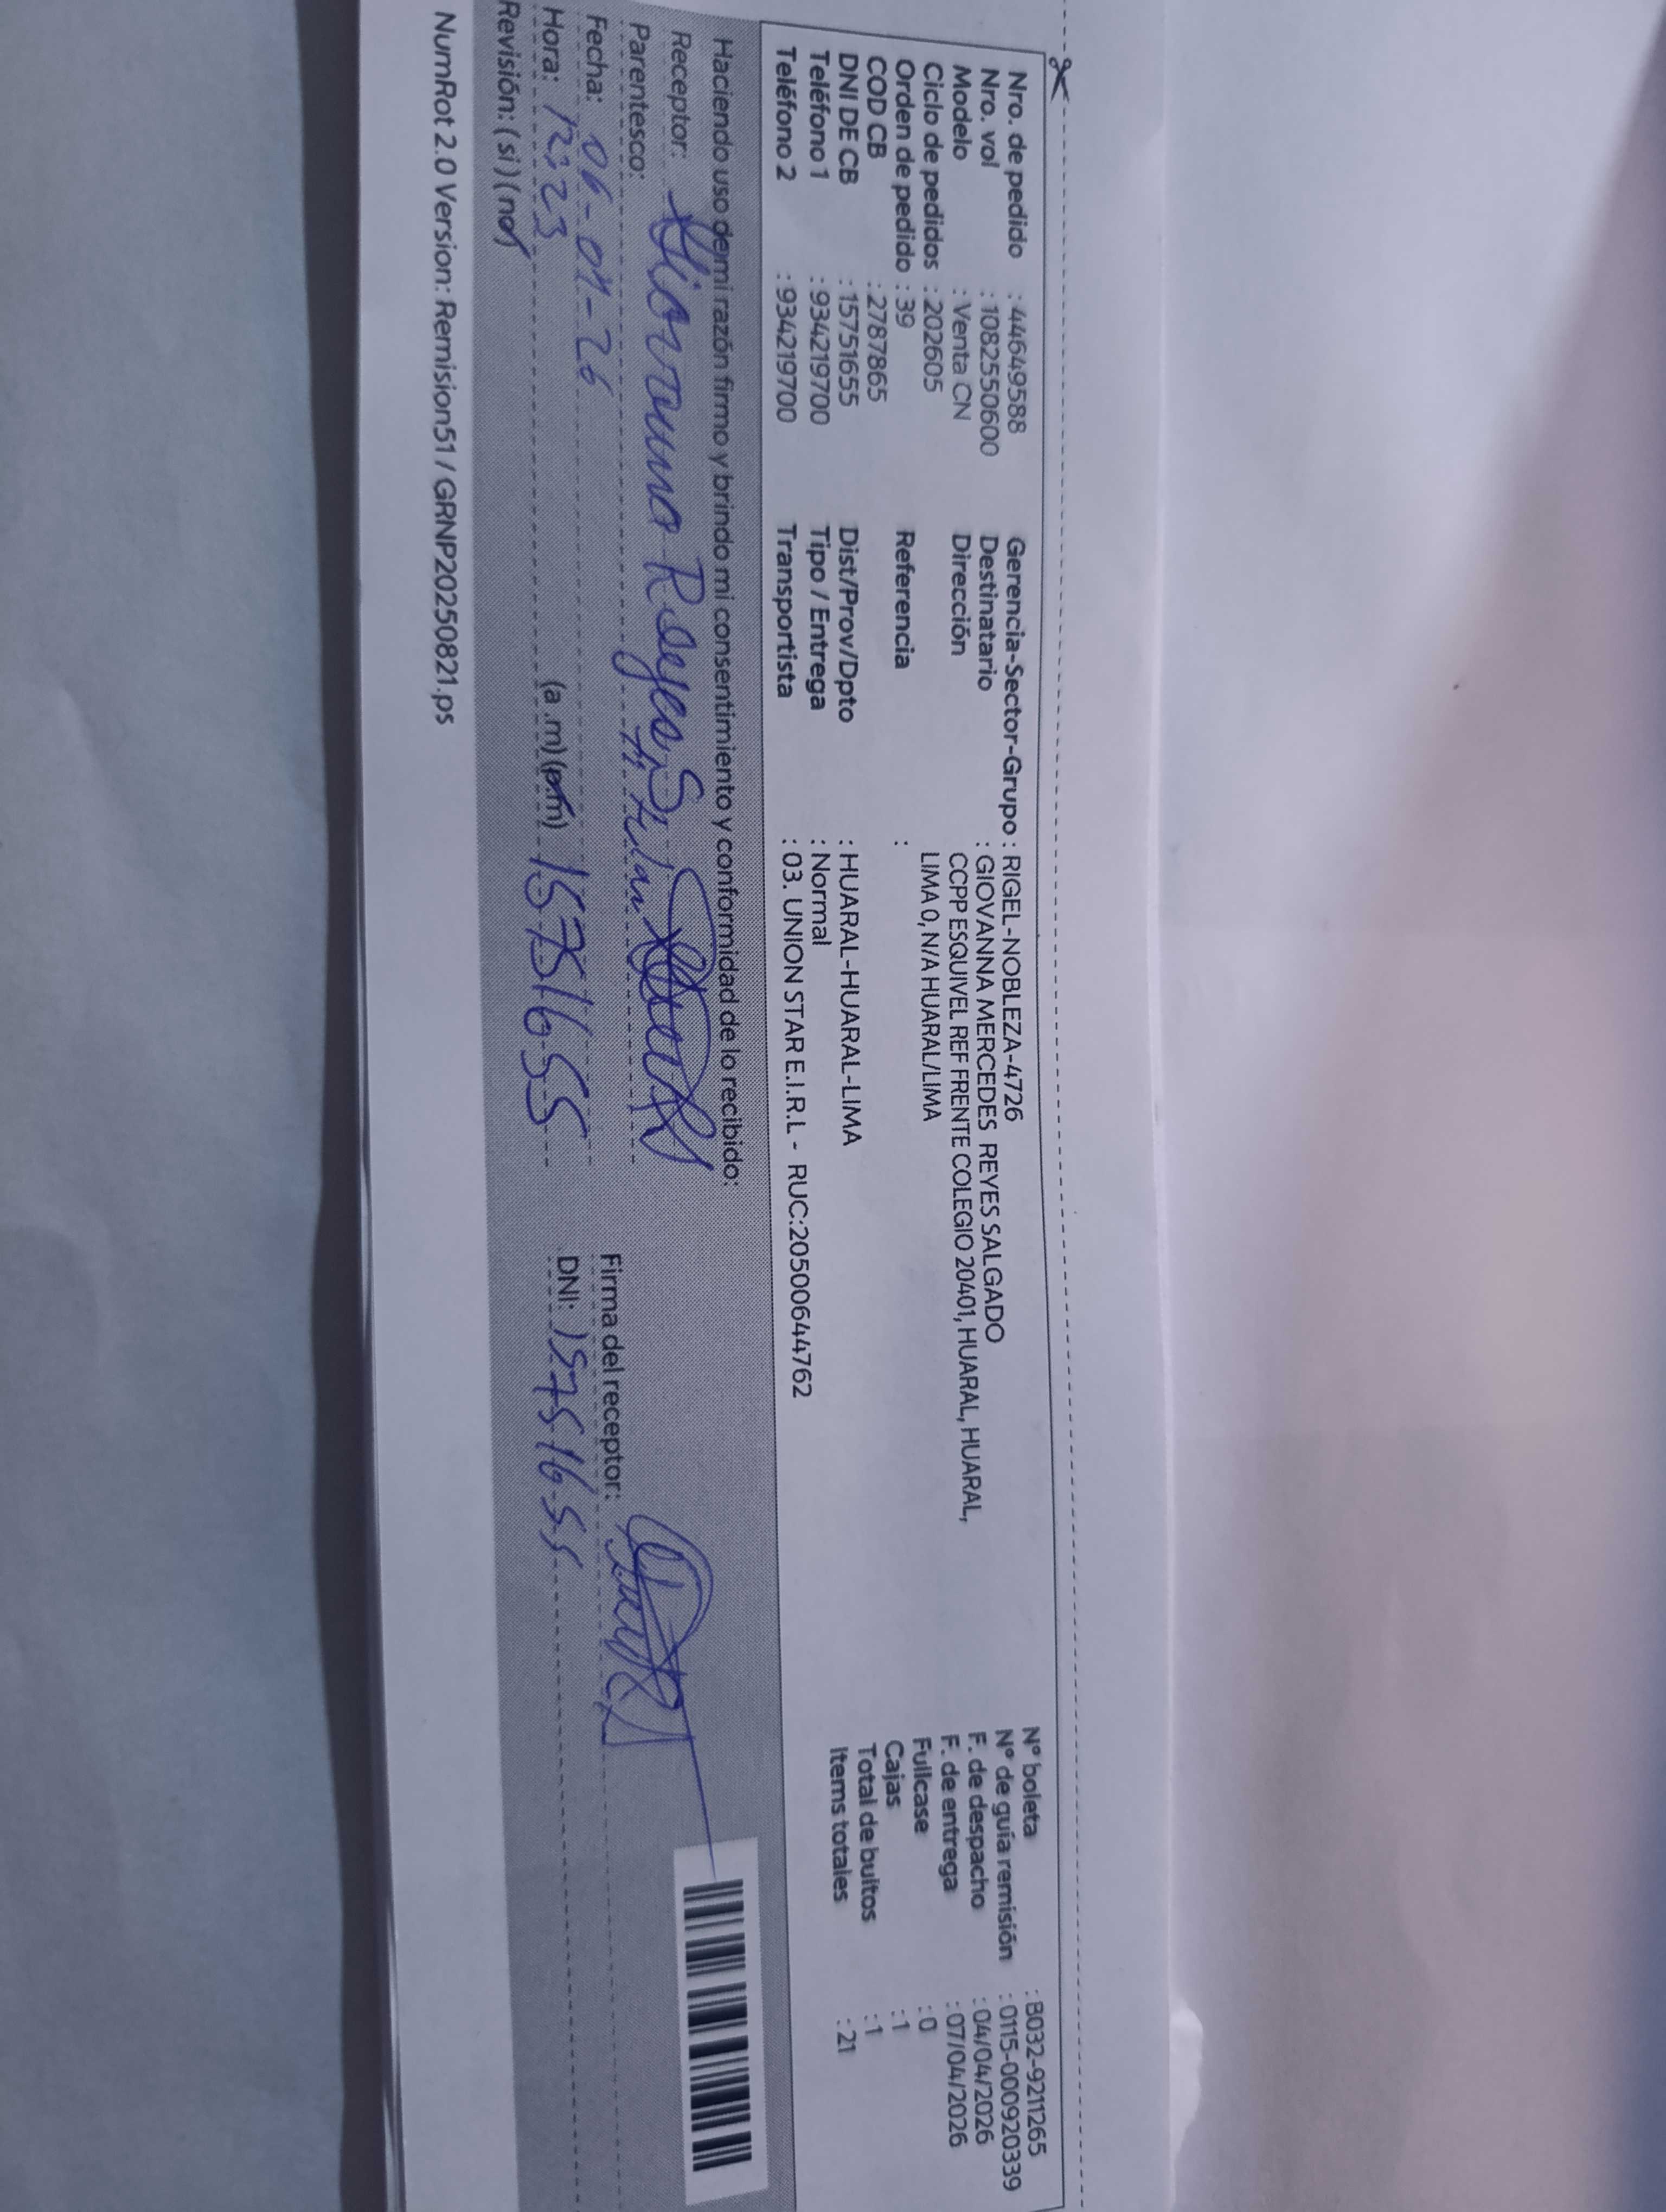 Nro. de pedido : 44649588
Nro. vol : 1082550600
Modelo : Venta CN
Ciclo de pedidos : 202605
Orden de pedido : 39
COD CB : 2787865
DNI DE CB : 15751655
Teléfono 1 : 934219700
Teléfono 2 : 934219700
Gerencia-Sector-Grupo : RIGEL-NOBLEZA-4726
Destinatario : GIOVANNA MERCEDES REYES SALGADO
Dirección CCPP ESQUIVEL REF FRENTE COLEGIO 20401, HUARAL, HUARAL,
LIMA 0, N/A HUARAL/LIMA
Referencia :
Dist/Prov/Dpto : HUARAL-HUARAL-LIMA
Tipo / Entrega : Normal
Transportista : 03. UNION STAR E.I.R.L - RUC:20500644762
N° boleta : B032-9211265
N° de guía remisión : 0115-000920339
F. de despacho : 04/04/2026
F. de entrega : 07/04/2026
Fullcase : 0
Cajas : 1
Total de bultos : 1
Items totales : 21
Haciendo uso de mi razón firmo y brindo mi consentimiento y conformidad de lo recibido:
Receptor: Giovanna Reyes S
Parentesco: Titular
Firma del receptor:
Fecha: 06-04-26
Hora: 12:23 (a.m) (pm) 15751655
DNI: 15751655
Revisión: (si) (no)
NumRot 2.0 Version: Remision51 / GRNP20250821.ps